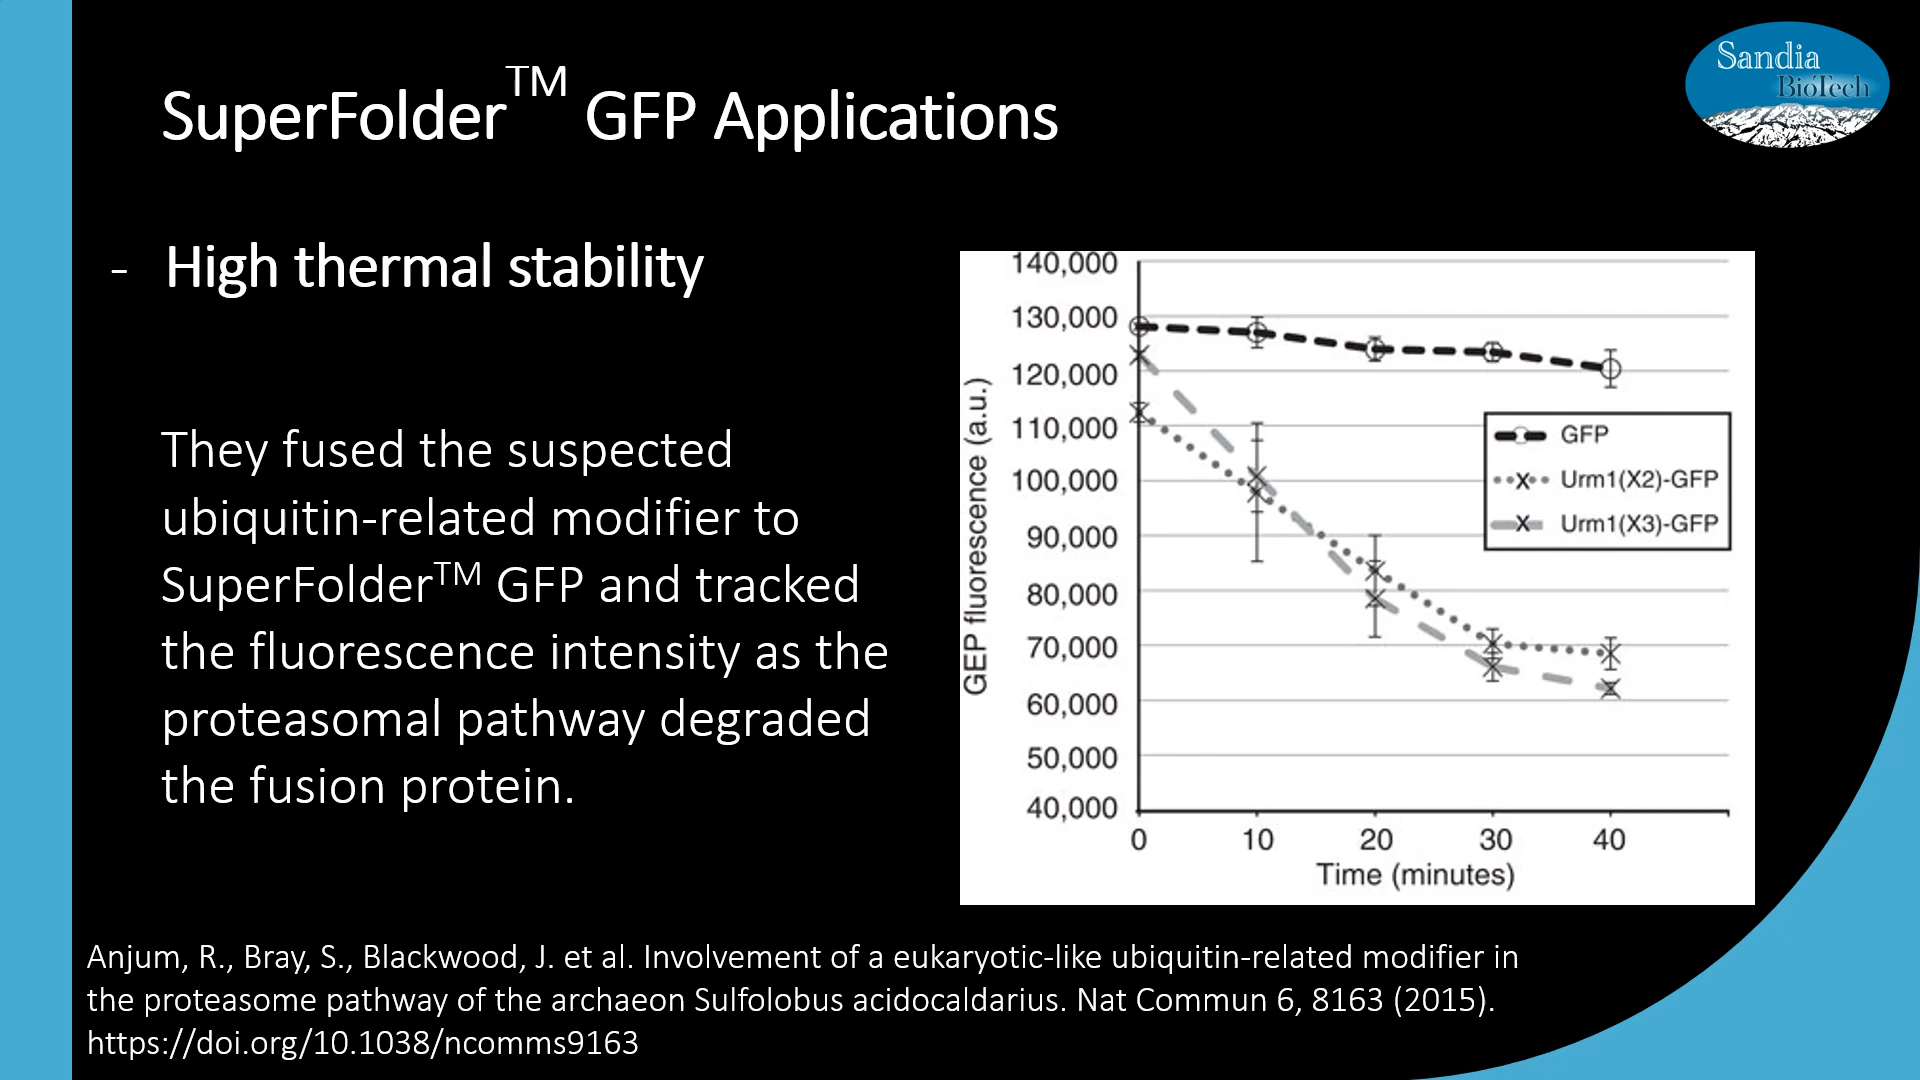 SuperFolder™ GFP Applications
Sandia
BioTech
- High thermal stability
They fused the suspected
ubiquitin-related modifier to
SuperFolder™ GFP and tracked
the fluorescence intensity as the
proteasomal pathway degraded
the fusion protein.
140,000
130,000
120,000
110,000
100,000
90,000
80,000
70,000
60,000
50,000
40,000
GEP fluorescence (a.u.)
GFP
Urm1(X2)-GFP
Urm1(X3)-GFP
0 10 20 30 40
Time (minutes)
Anjum, R., Bray, S., Blackwood, J. et al. Involvement of a eukaryotic-like ubiquitin-related modifier in
the proteasome pathway of the archaeon Sulfolobus acidocaldarius. Nat Commun 6, 8163 (2015).
https://doi.org/10.1038/ncomms9163